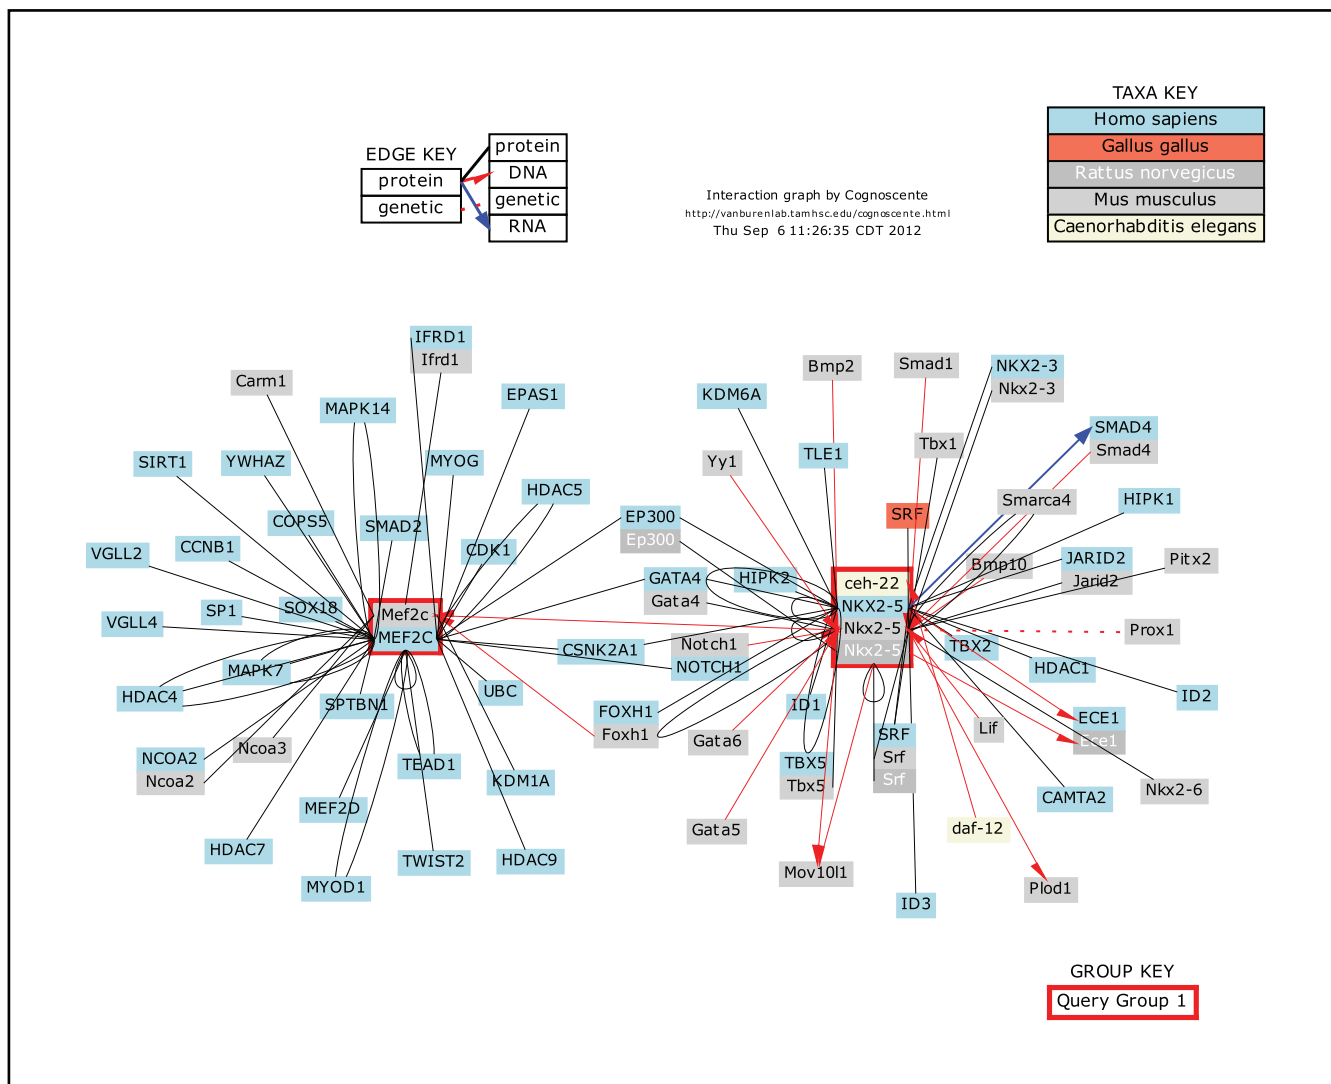 TAXA KEY
Homo sapiens
Gallus gallus
Rattus norvegicus
Mus musculus
Caenorhabditis elegans
EDGE KEY
protein
genetic
protein
DNA
genetic
RNA
Interaction graph by Cognoscente
http://vanburenlab.tamhsc.edu/cognoscente.html
Thu Sep 6 11:26:35 CDT 2012
IFRD1
Ifrd1
Carm1
MAPK14
EPAS1
SIRT1
YWHAZ
MYOG
HDAC5
COPS5
SMAD2
CDK1
VGLL2
CCNB1
SP1
SOX18
VGLL4
Mef2c
MEF2C
MAPK7
HDAC4
SPTBN1
UBC
NCOA2
Ncoa2
Ncoa3
TEAD1
KDM1A
MEF2D
HDAC7
TWIST2
HDAC9
MYOD1
EP300
Ep300
GATA4
Gata4
HIPK2
CSNK2A1
Notch1
NOTCH1
FOXH1
Foxh1
Gata6
Gata5
KDM6A
Bmp2
Smad1
NKX2-3
Nkx2-3
TLE1
Yy1
Tbx1
SMAD4
Smad4
Smarca4
HIPK1
SRF
JARID2
Jarid2
Pitx2
Bmp10
ceh-22
NKX2-5
Nkx2-5
Nkx2-5
Prox1
TBX2
HDAC1
ID2
ID1
SRF
Srf
Srf
Lif
ECE1
Ece1
TBX5
Tbx5
CAMTA2
Nkx2-6
daf-12
Mov10l1
Plod1
ID3
GROUP KEY
Query Group 1